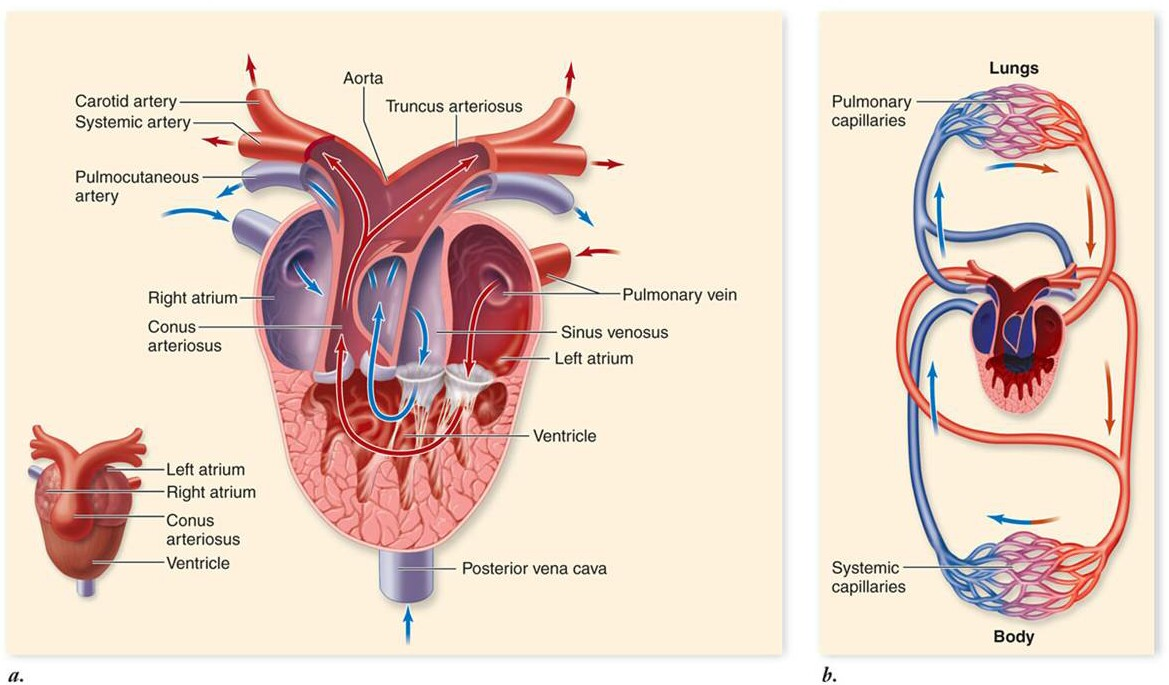 Aorta
Carotid artery
Truncus arteriosus
Systemic artery
Pulmocutaneous
artery
Right atrium
Pulmonary vein
Conus
arteriosus
Sinus venosus
Left atrium
Ventricle
Left atrium
Right atrium
Conus
arteriosus
Ventricle
Posterior vena cava
a.
Lungs
Pulmonary
capillaries
Systemic
capillaries
Body
b.